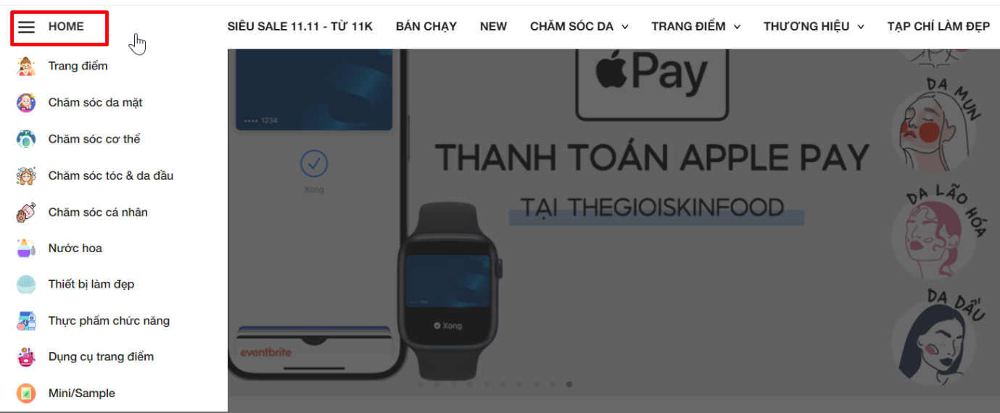 HOME
SIÊU SALE 11.11 - TỪ 11K
BÁN CHẠY
NEW
CHĂM SÓC DA
TRANG ĐIỂM
THƯƠNG HIỆU
TẠP CHÍ LÀM ĐẸP
Trang điểm
Chăm sóc da mặt
Chăm sóc cơ thể
Chăm sóc tóc & da đầu
Chăm sóc cá nhân
Nước hoa
Thiết bị làm đẹp
Thực phẩm chức năng
Dụng cụ trang điểm
Mini/Sample
•••• 1234
Xong
eventbrite
Pay
THANH TOÁN APPLE PAY
TẠI THEGIOISKINFOOD
Xong
DA MỤN
DA LÃO HÓA
DA DẦU